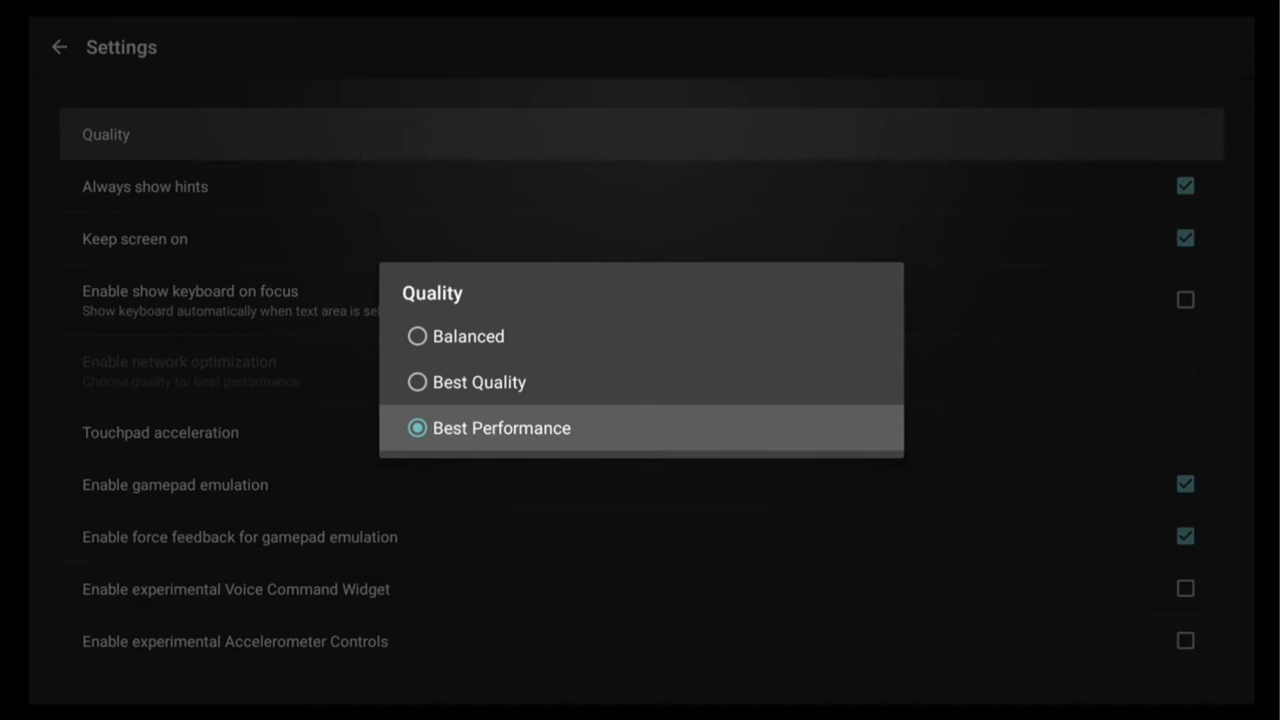 Settings
Quality
Always show hints
Keep screen on
Enable show keyboard on focus
Show keyboard automatically when text area is sel
Enable network optimization
Choose quality for best performance
Touchpad acceleration
Enable gamepad emulation
Enable force feedback for gamepad emulation
Enable experimental Voice Command Widget
Enable experimental Accelerometer Controls
Quality
Balanced
Best Quality
Best Performance